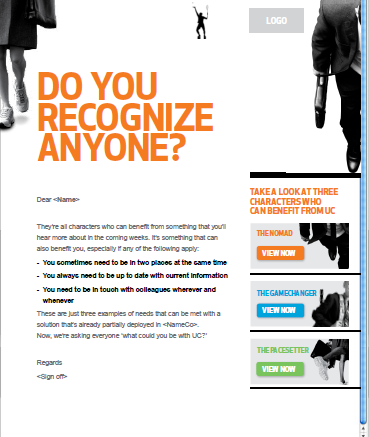 LOGO
DO YOU
RECOGNIZE
ANYONE?
Dear <Name>
They're all characters who can benefit from something that you'll
hear more about in the coming weeks. It's something that can
also benefit you, especially if any of the following apply:
- You sometimes need to be in two places at the same time
- You always need to be up to date with current information
- You need to be in touch with colleagues wherever and
whenever
These are just three examples of needs that can be met with a
solution that's already partially deployed in <NameCo>.
Now, we're asking everyone 'what could you be with UC?'
Regards
<Sign off>
TAKE A LOOK AT THREE
CHARACTERS WHO
CAN BENEFIT FROM UC
THE NOMAD
VIEW NOW
THE GAMECHANGER
VIEW NOW
THE PACESETTER
VIEW NOW